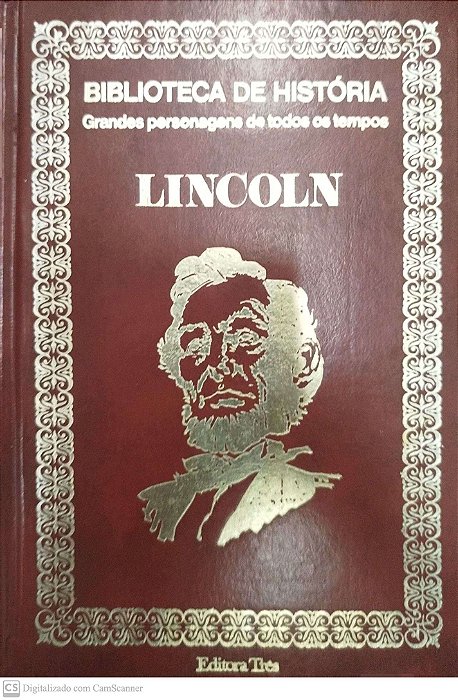 BIBLIOTECA DE HISTÓRIA
Grandes personagens de todos os tempos
LINCOLN
Editora Três
CS Digitalizado com CamScanner